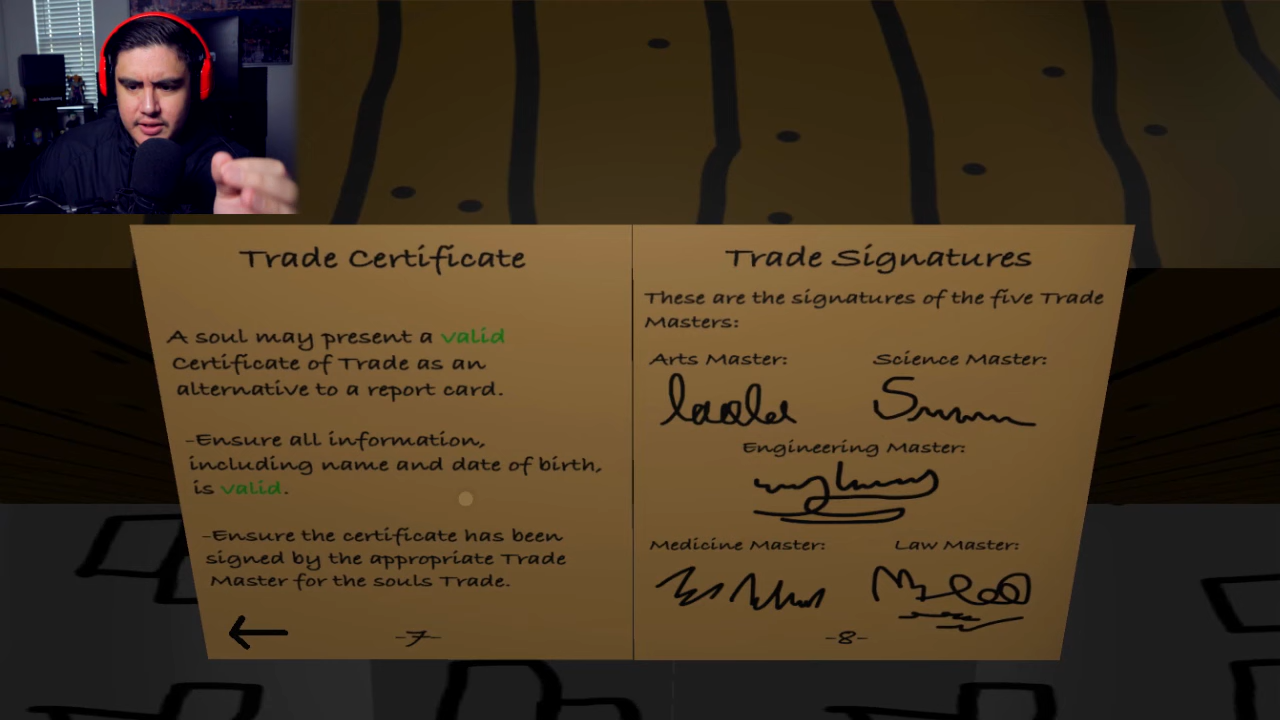 Trade Certificate
A soul may present a valid
Certificate of Trade as an
alternative to a report card.
-Ensure all information,
including name and date of birth,
is valid.
-Ensure the certificate has been
signed by the appropriate Trade
Master for the souls Trade.
-7-
Trade Signatures
These are the signatures of the five Trade
Masters:
Arts Master:
Science Master:
Engineering Master:
Medicine Master:
Law Master:
-8-